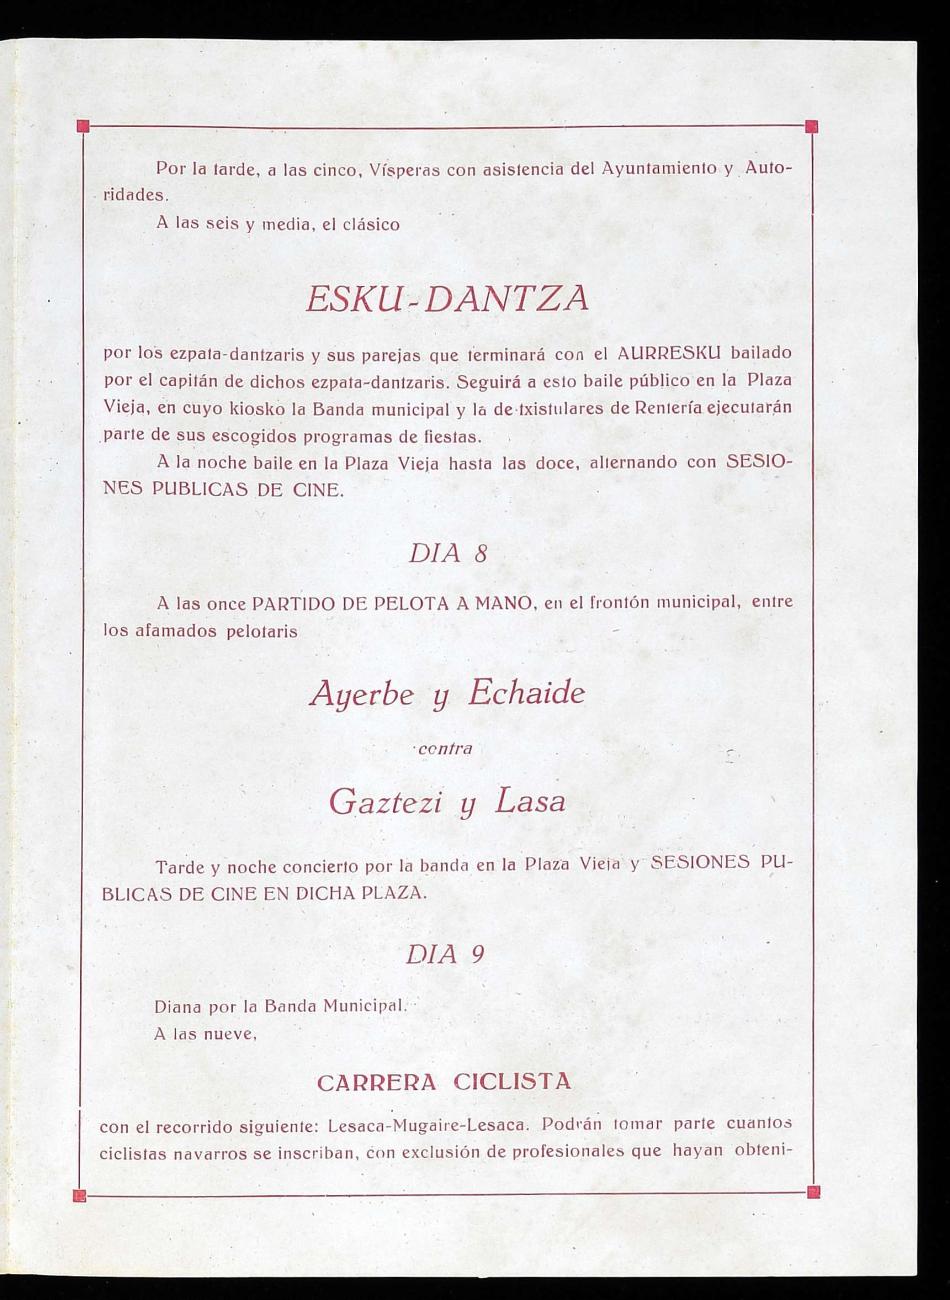 Por la tarde, a las cinco, Vísperas con asistencia del Ayuntamiento y Auto-
ridades.
A las seis y media, el clásico
ESKU-DANTZA
por los ezpata-dantzaris y sus parejas que terminará con el AURRESKU bailado
por el capitán de dichos ezpata-dantzaris. Seguirá a esto baile público en la Plaza
Vieja, en cuyo kiosko la Banda municipal y la de txistulares de Rentería ejecutarán
parte de sus escogidos programas de fiestas.
A la noche baile en la Plaza Vieja hasta las doce, alternando con SESIO-
NES PUBLICAS DE CINE.
DIA 8
A las once PARTIDO DE PELOTA A MANO, en el frontón municipal, entre
los afamados pelotaris
Ayerbe y Echaide
contra
Gaztezi y Lasa
Tarde y noche concierto por la banda en la Plaza Vieja y SESIONES PU-
BLICAS DE CINE EN DICHA PLAZA.
DIA 9
Diana por la Banda Municipal.
A las nueve,
CARRERA CICLISTA
con el recorrido siguiente: Lesaca-Mugaire-Lesaca. Podrán tomar parte cuantos
ciclistas navarros se inscriban, con exclusión de profesionales que hayan obteni-